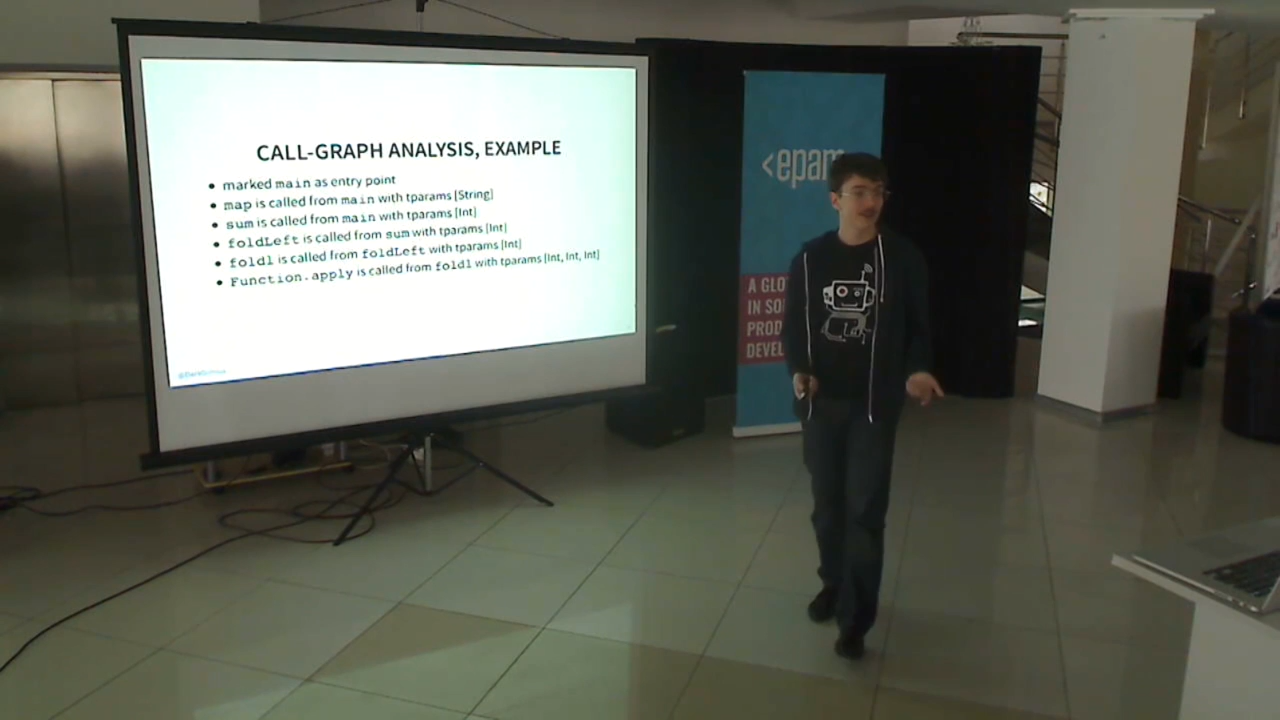 CALL-GRAPH ANALYSIS, EXAMPLE
• marked main as entry point
• map is called from main with tparams [String]
• sum is called from main with tparams [Int]
• foldLeft is called from sum with tparams [Int]
• foldl is called from foldLeft with tparams [Int]
• Function.apply is called from foldl with tparams [Int, Int, Int]
<epam
A GLO
IN SO
PROD
DEVEL